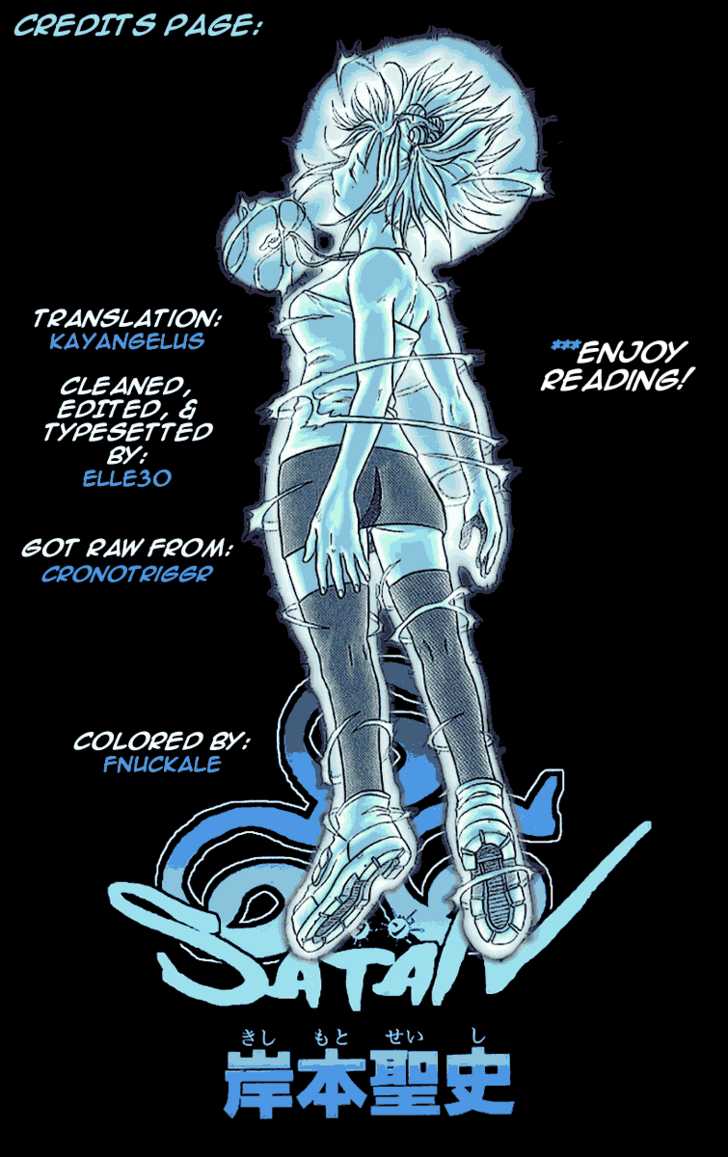 CREDITS PAGE:
TRANSLATION:
KAYANGELUS
CLEANED,
EDITED, &
TYPESETTED
BY:
ELLE30
GOT RAW FROM:
CRONOTRIGGR
***ENJOY
READING!
COLORED BY:
FNUCKALE
666
SATAN
きし もと せい し
岸本聖史